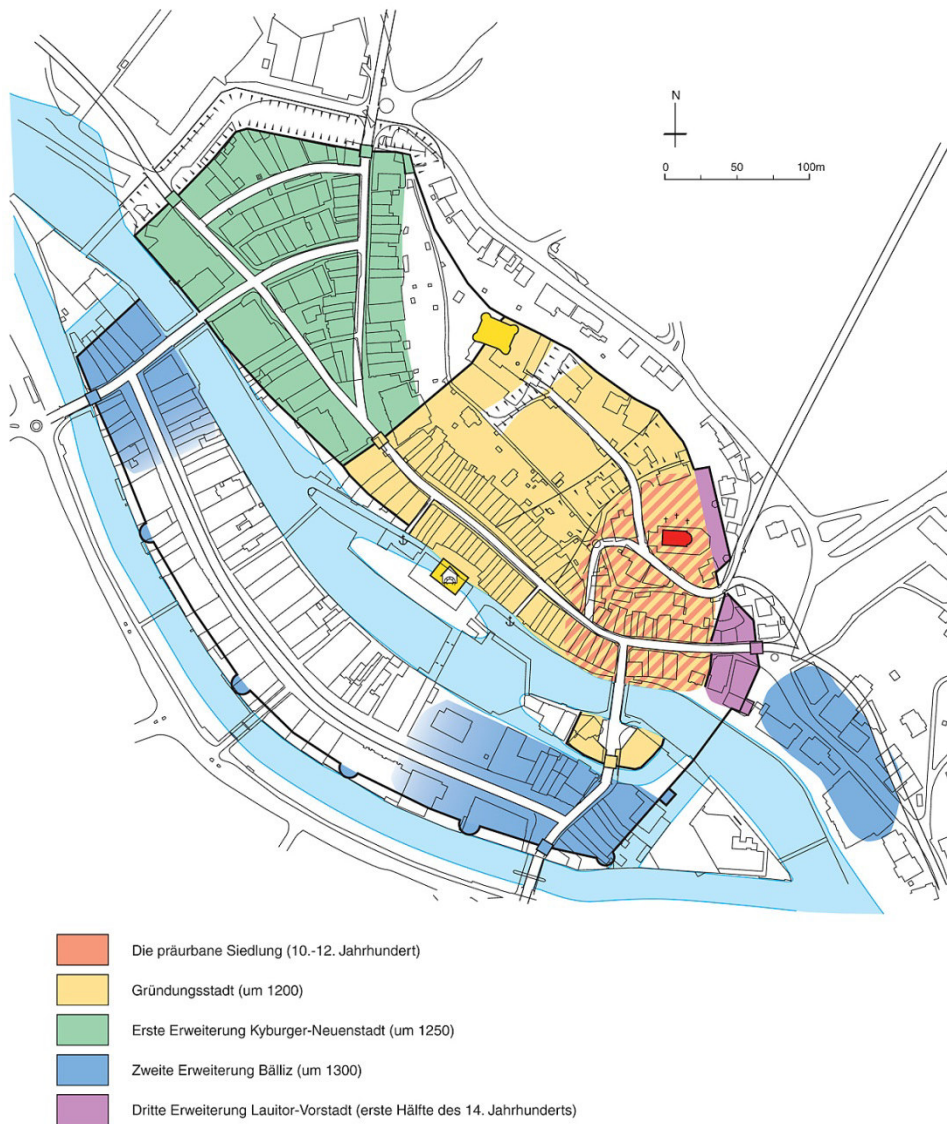 N
0 50 100m
Die präurbane Siedlung (10.-12. Jahrhundert)
Gründungsstadt (um 1200)
Erste Erweiterung Kyburger-Neuenstadt (um 1250)
Zweite Erweiterung Bälliz (um 1300)
Dritte Erweiterung Lauitor-Vorstadt (erste Hälfte des 14. Jahrhunderts)